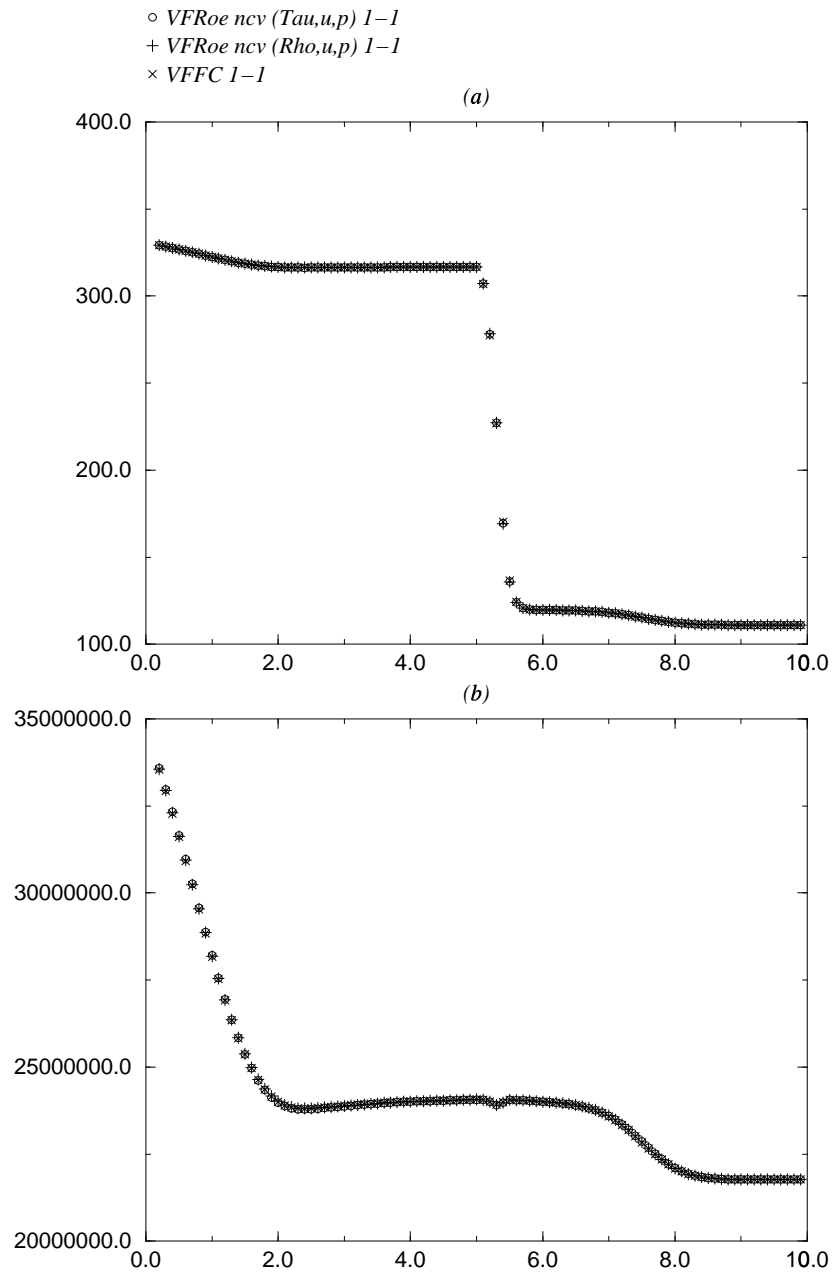 VFRoe ncv (Tau,u,p) 1−1
VFRoe ncv (Rho,u,p) 1−1
VFFC 1−1
(a)
400.0
300.0
200.0
100.0
0.0 2.0 4.0 6.0 8.0 10.0
(b)
35000000.0
30000000.0
25000000.0
20000000.0
0.0 2.0 4.0 6.0 8.0 10.0